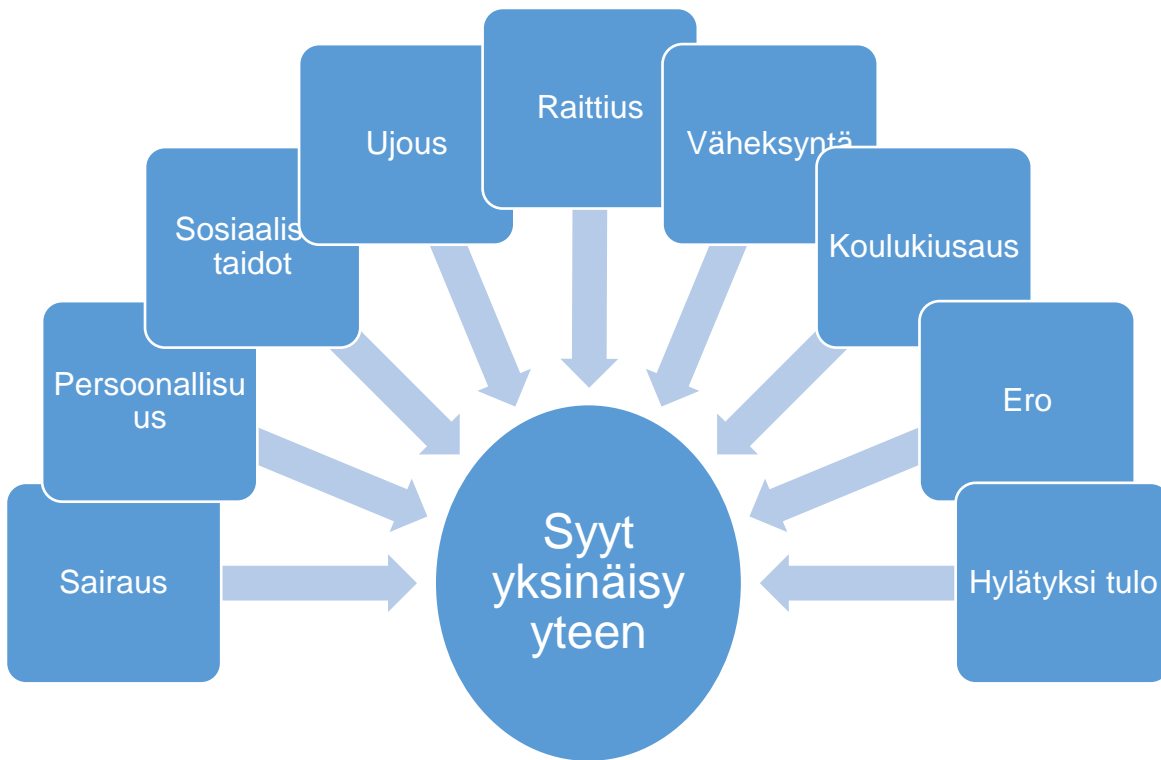 Raittius
Ujous
Väheksyntä
Sosiaalis
taidot
Koulukiusaus
Persoonallisu
us
Ero
Syyt
yksinäisy
yteen
Sairaus
Hylätyksi tulo